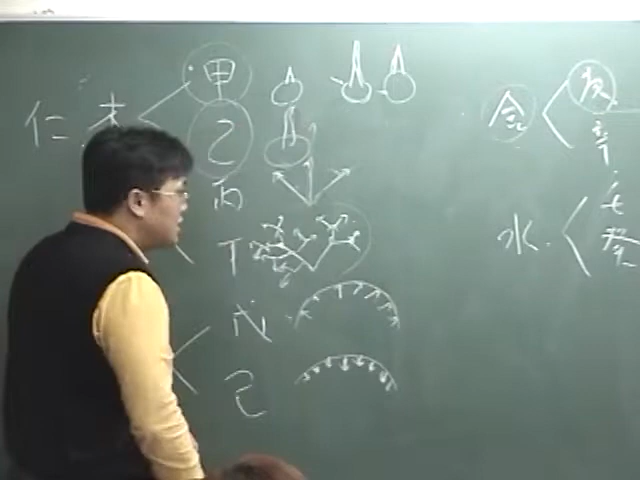 仁 木 甲
乙
丙
丁
戊
己
金 庚
辛
水 壬
癸